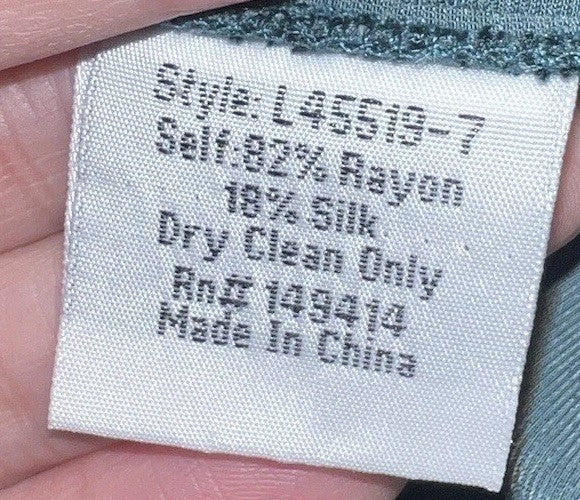 Style: L45519-7
Self:82% Rayon
18% Silk
Dry Clean Only
Rn# 149414
Made In China